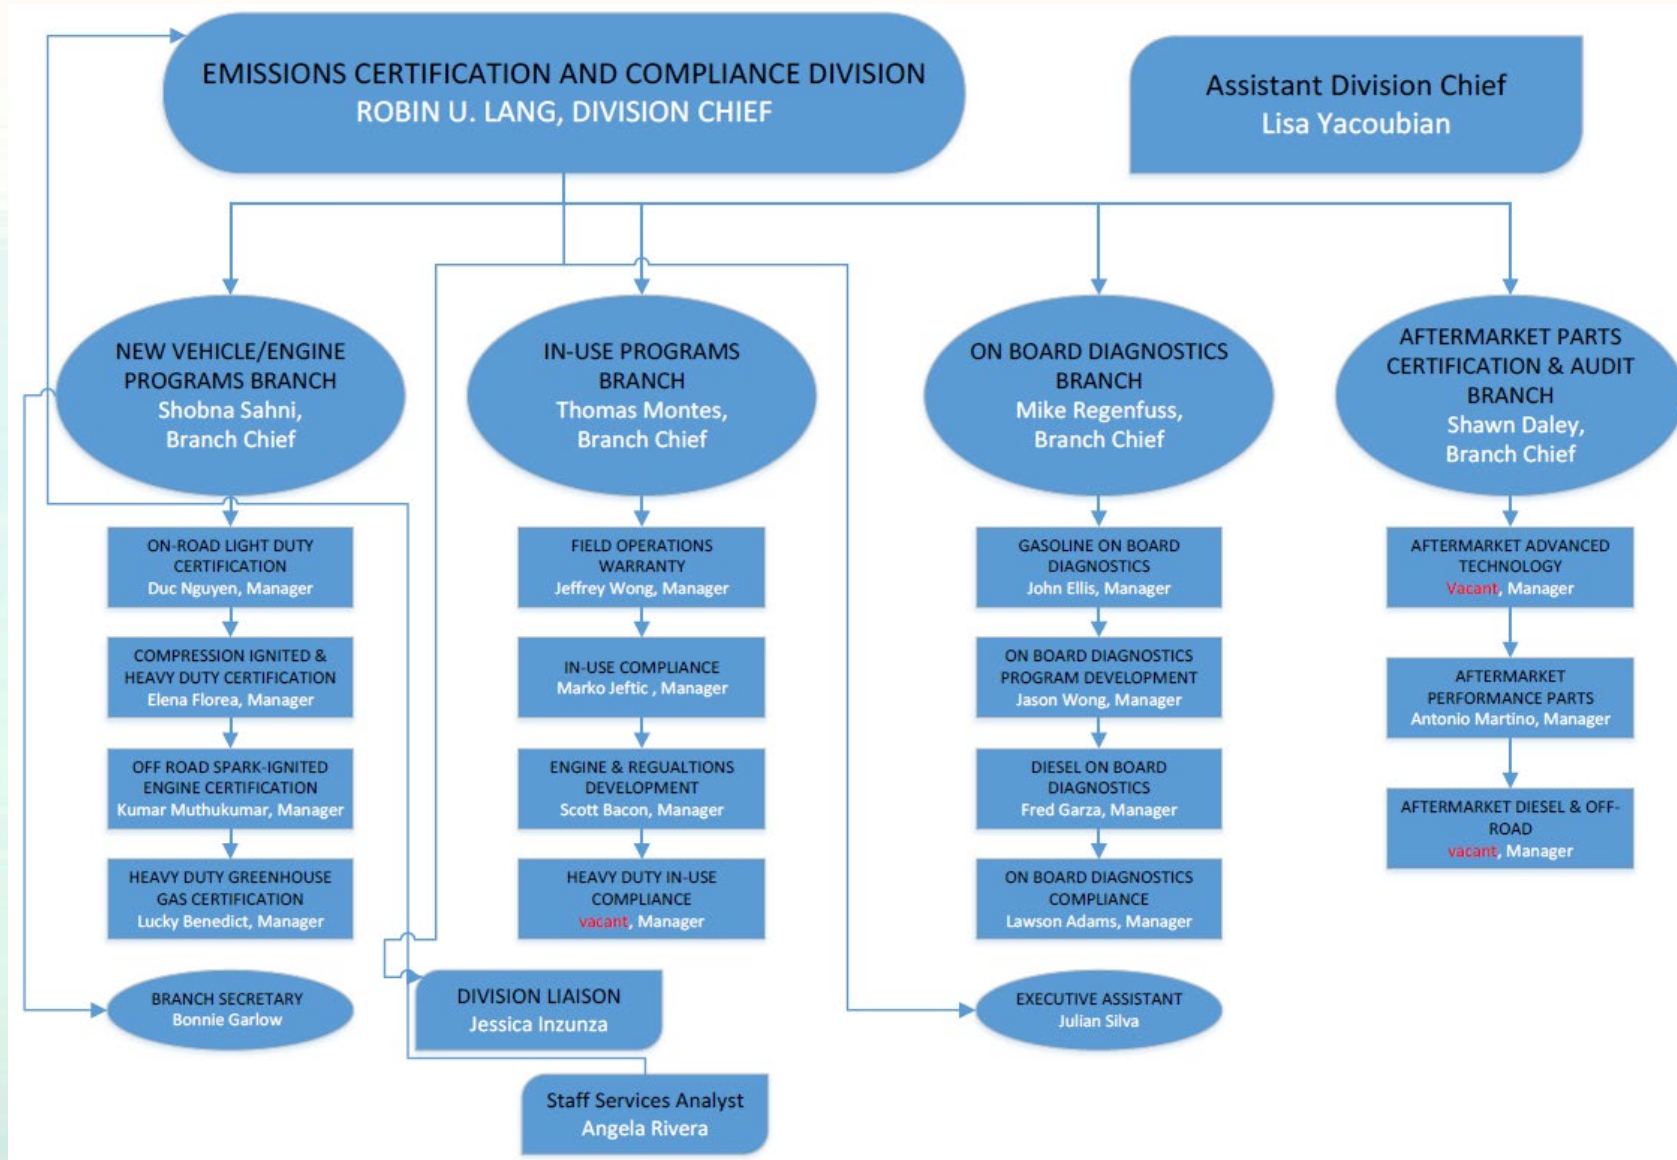 EMISSIONS CERTIFICATION AND COMPLIANCE DIVISION
ROBIN U. LANG, DIVISION CHIEF
Assistant Division Chief
Lisa Yacoubian
NEW VEHICLE/ENGINE
PROGRAMS BRANCH
Shobna Sahni,
Branch Chief
IN-USE PROGRAMS
BRANCH
Thomas Montes,
Branch Chief
ON BOARD DIAGNOSTICS
BRANCH
Mike Regenfuss,
Branch Chief
AFTERMARKET PARTS
CERTIFICATION & AUDIT
BRANCH
Shawn Daley,
Branch Chief
ON-ROAD LIGHT DUTY
CERTIFICATION
Duc Nguyen, Manager
FIELD OPERATIONS
WARRANTY
Jeffrey Wong, Manager
GASOLINE ON BOARD
DIAGNOSTICS
John Ellis, Manager
AFTERMARKET ADVANCED
TECHNOLOGY
Vacant, Manager
COMPRESSION IGNITED &
HEAVY DUTY CERTIFICATION
Elena Florea, Manager
IN-USE COMPLIANCE
Marko Jeftic , Manager
ON BOARD DIAGNOSTICS
PROGRAM DEVELOPMENT
Jason Wong, Manager
AFTERMARKET
PERFORMANCE PARTS
Antonio Martino, Manager
OFF ROAD SPARK-IGNITED
ENGINE CERTIFICATION
Kumar Muthukumar, Manager
ENGINE & REGUALTIONS
DEVELOPMENT
Scott Bacon, Manager
DIESEL ON BOARD
DIAGNOSTICS
Fred Garza, Manager
AFTERMARKET DIESEL & OFF-
ROAD
vacant, Manager
HEAVY DUTY GREENHOUSE
GAS CERTIFICATION
Lucky Benedict, Manager
HEAVY DUTY IN-USE
COMPLIANCE
vacant, Manager
ON BOARD DIAGNOSTICS
COMPLIANCE
Lawson Adams, Manager
BRANCH SECRETARY
Bonnie Garlow
DIVISION LIAISON
Jessica Inzunza
EXECUTIVE ASSISTANT
Julian Silva
Staff Services Analyst
Angela Rivera